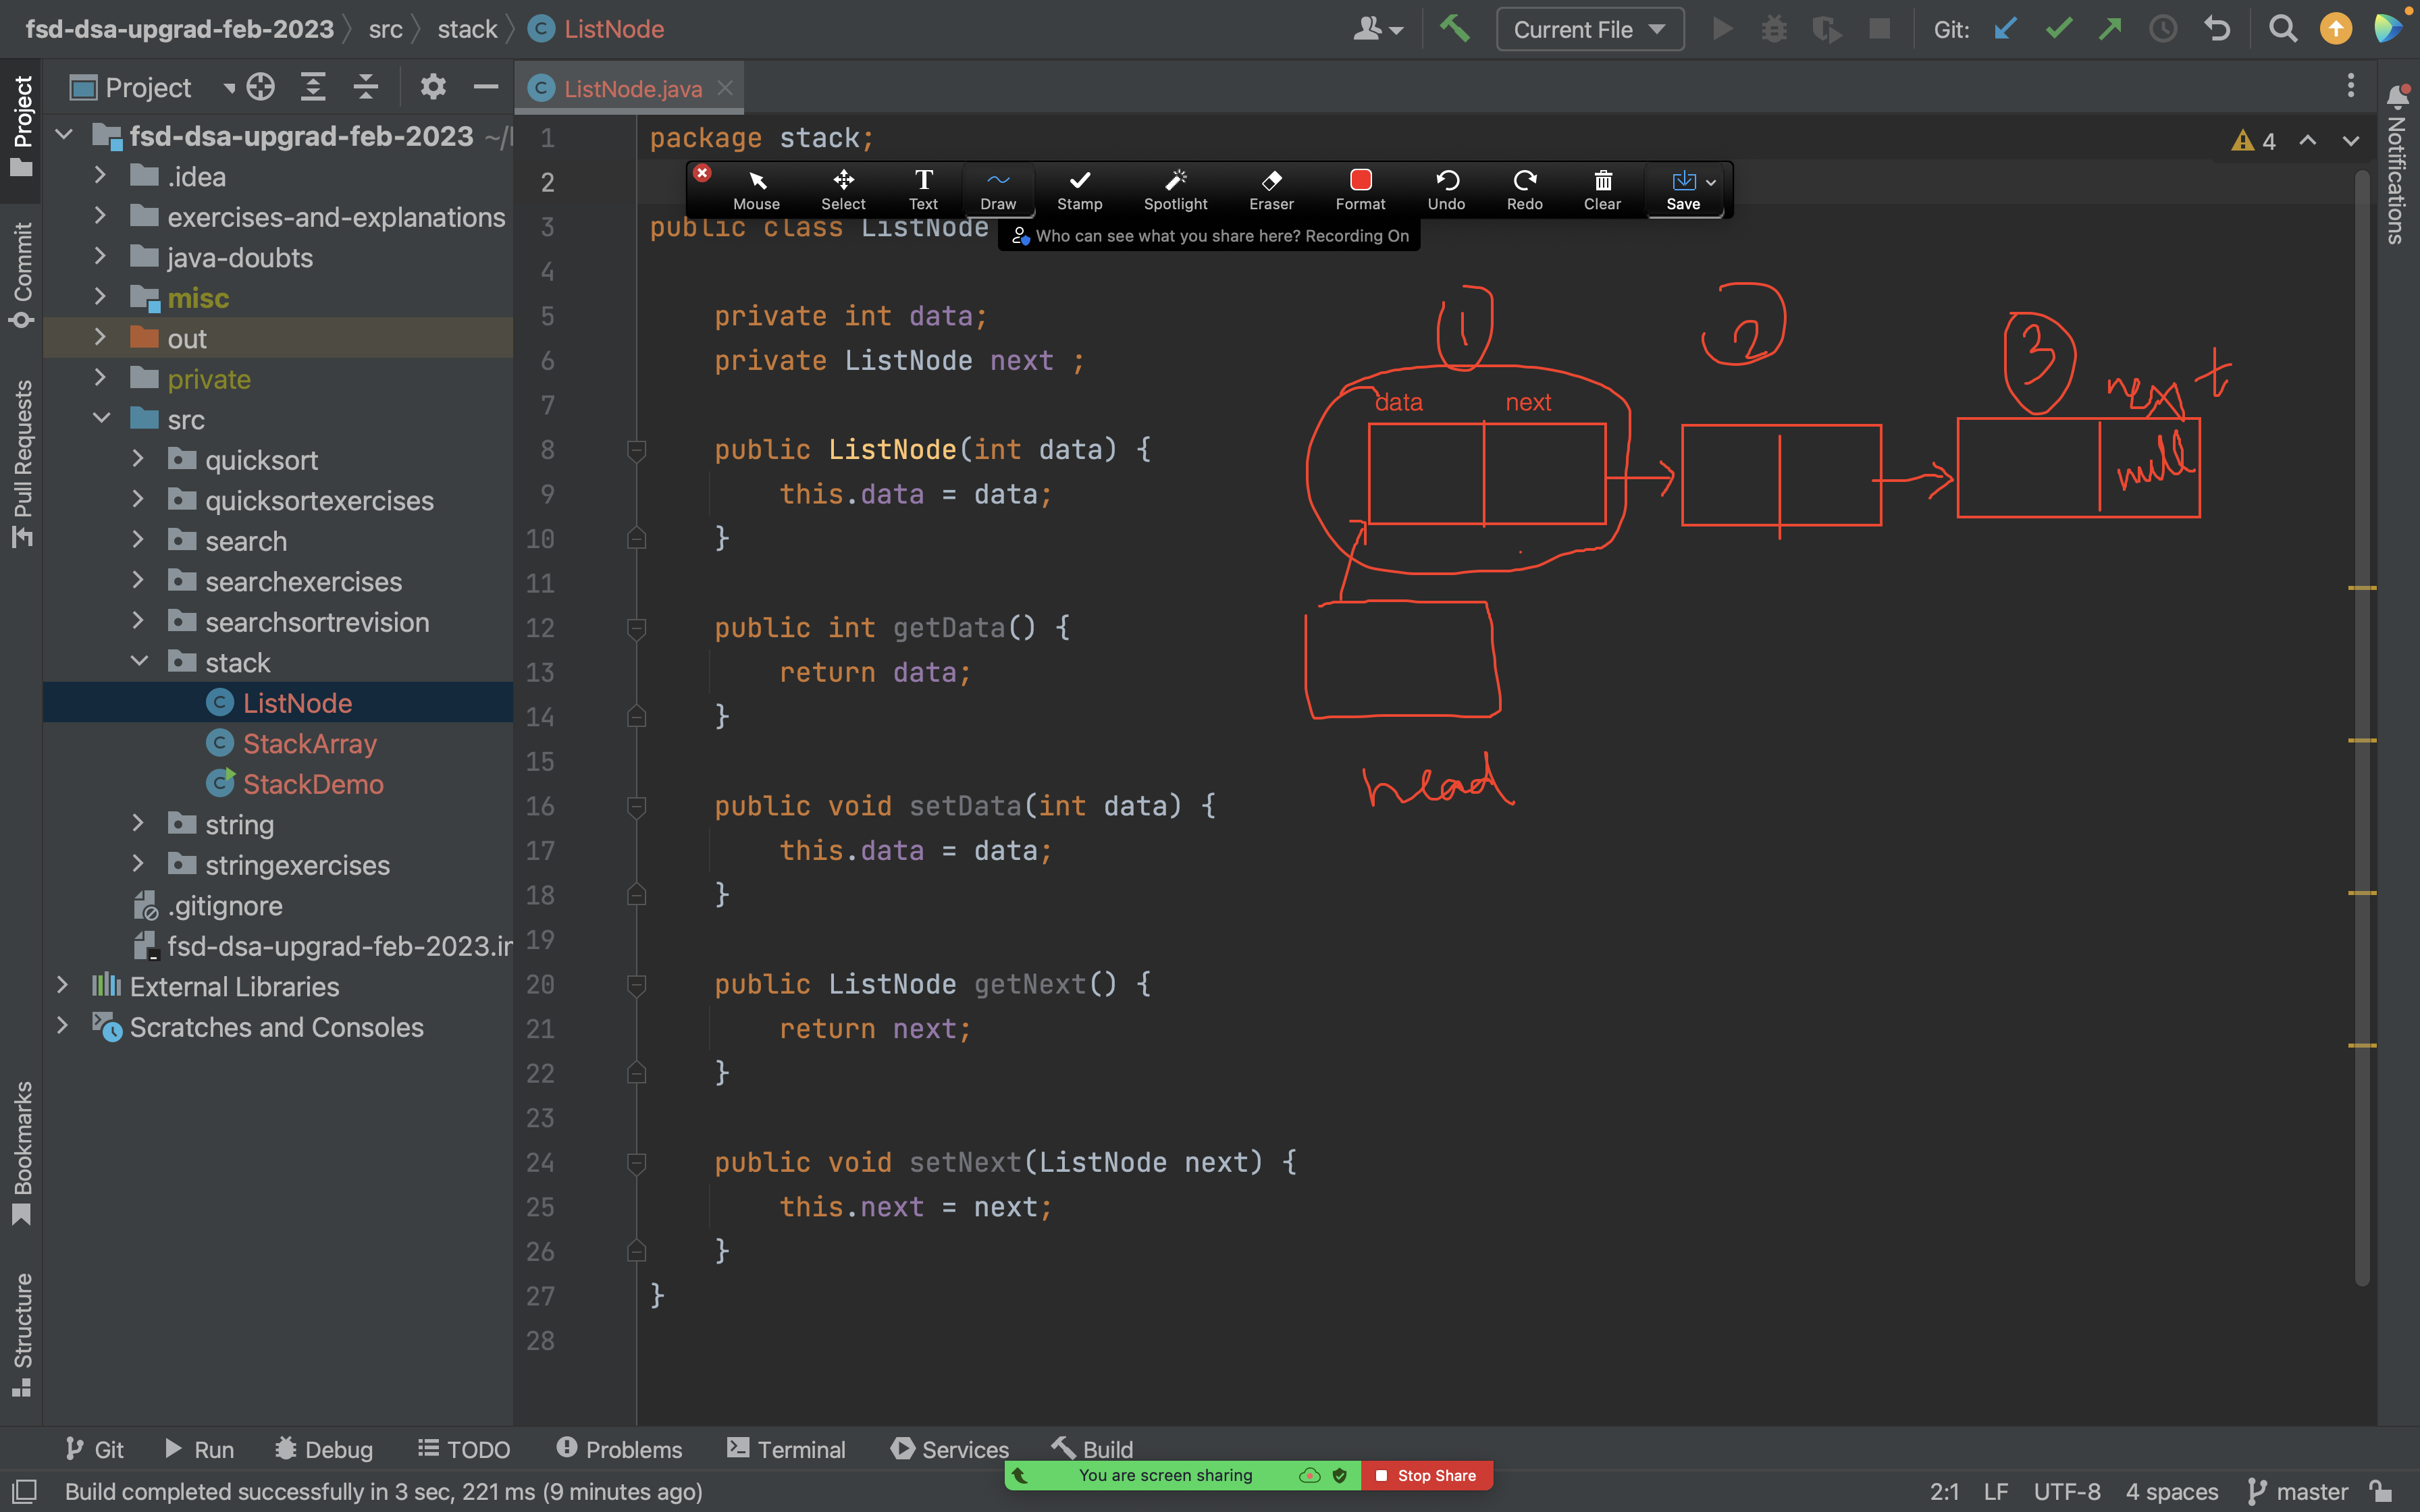 fsd-dsa-upgrad-feb-2023 src stack ListNode
Current File
Git:
Project
Commit
Pull Requests
Bookmarks
Structure
Project
fsd-dsa-upgrad-feb-2023 ~/
.idea
exercises-and-explanations
java-doubts
misc
out
private
src
quicksort
quicksortexercises
search
searchexercises
searchsortrevision
stack
ListNode
StackArray
StackDemo
string
stringexercises
.gitignore
fsd-dsa-upgrad-feb-2023.im
External Libraries
Scratches and Consoles
ListNode.java
4
Mouse Select Text Draw Stamp Spotlight Eraser Format Undo Redo Clear Save
Who can see what you share here? Recording On
1 package stack;
2
3 public class ListNode
4
5 private int data;
6 private ListNode next ;
7
8 public ListNode(int data) {
9 this.data = data;
10 }
11
12 public int getData() {
13 return data;
14 }
15
16 public void setData(int data) {
17 this.data = data;
18 }
19
20 public ListNode getNext() {
21 return next;
22 }
23
24 public void setNext(ListNode next) {
25 this.next = next;
26 }
27 }
28
1
2
3
data next
next
null
head
Notifications
Git Run Debug TODO Problems Terminal Services Build
You are screen sharing Stop Share
Build completed successfully in 3 sec, 221 ms (9 minutes ago)
2:1 LF UTF-8 4 spaces master